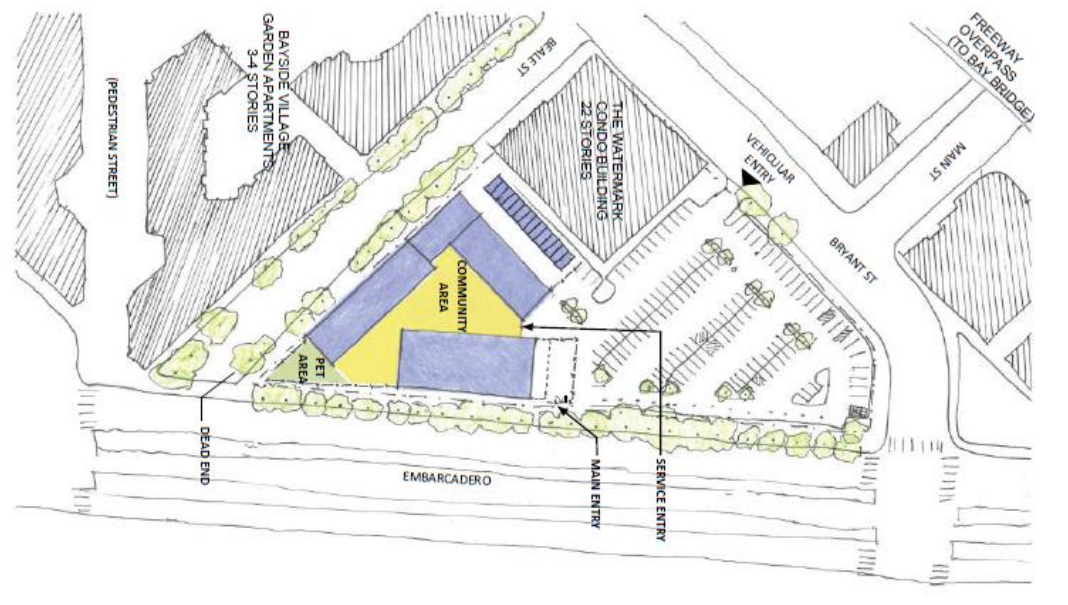 BAYSIDE VILLAGE
GARDEN APARTMENTS
3-4 STORIES
(PEDESTRIAN STREET)
BEALE ST
THE WATERMARK
CONDO BUILDING
22 STORIES
VEHICULAR
ENTRY
FREEWAY
OVERPASS
(TO BAY BRIDGE)
MAIN ST
BRYANT ST
COMMUNITY
AREA
PET
AREA
DEAD END
EMBARCADERO
MAIN ENTRY
SERVICE ENTRY